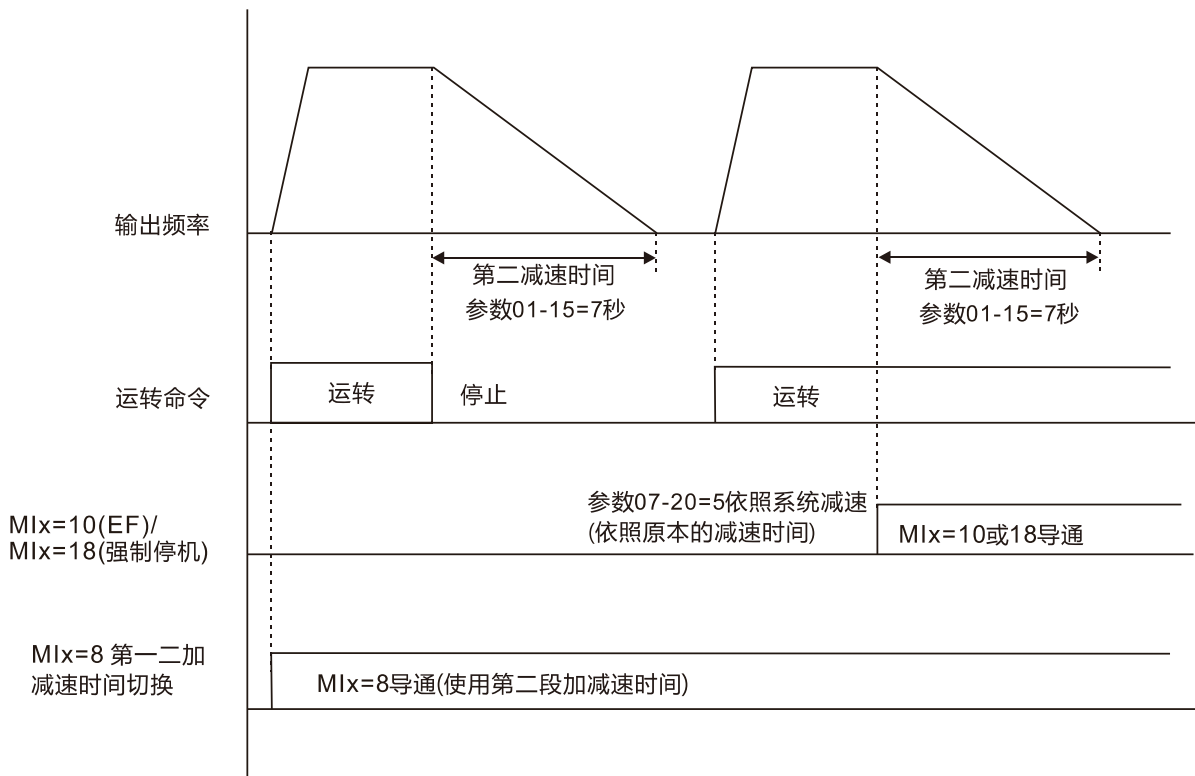 输出频率
第二减速时间
参数01-15=7秒
第二减速时间
参数01-15=7秒
运转命令
运转
停止
运转
MIx=10(EF)/
MIx=18(强制停机)
参数07-20=5依照系统减速
(依照原本的减速时间)
MIx=10或18导通
MIx=8 第一二加
减速时间切换
MIx=8导通(使用第二段加减速时间)